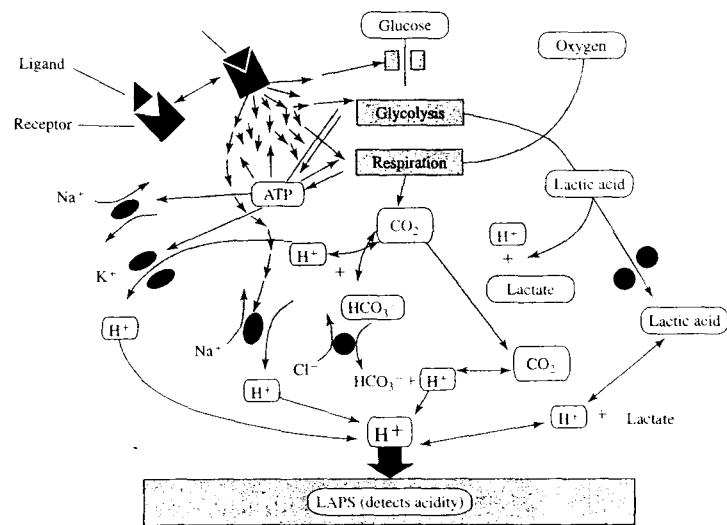 Glucose
Oxygen
Ligand
Receptor
Glycolysis
Respiration
ATP
Na⁺
Lactic acid
CO₂
H⁺
+
H⁺
+
Lactate
K⁺
HCO₃⁻
H⁺
Na⁺
Cl⁻
Lactic acid
CO₂
HCO₃⁻ + H⁺
H⁺
H⁺ + Lactate
H⁺
LAPS (detects acidity)